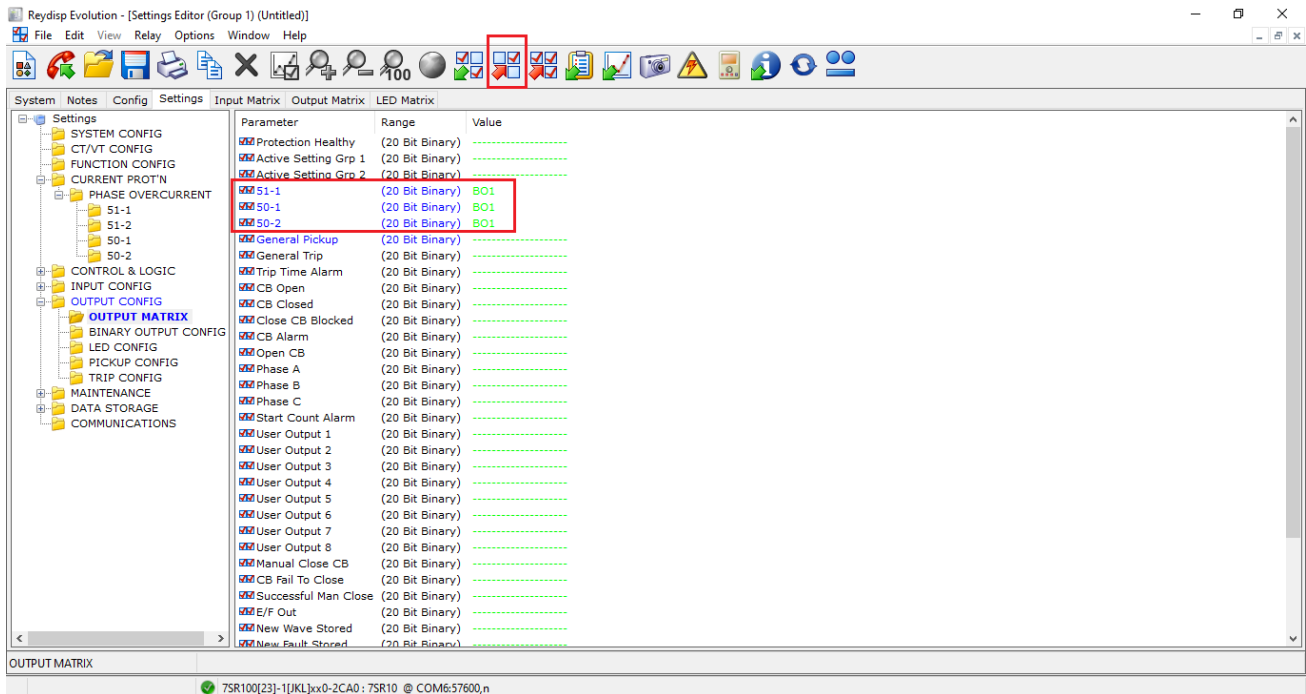 Reydisp Evolution - [Settings Editor (Group 1) (Untitled)]
File Edit View Relay Options Window Help
100
System Notes Config Settings Input Matrix Output Matrix LED Matrix
Settings
SYSTEM CONFIG
CT/VT CONFIG
FUNCTION CONFIG
CURRENT PROT'N
PHASE OVERCURRENT
51-1
51-2
50-1
50-2
CONTROL & LOGIC
INPUT CONFIG
OUTPUT CONFIG
OUTPUT MATRIX
BINARY OUTPUT CONFIG
LED CONFIG
PICKUP CONFIG
TRIP CONFIG
MAINTENANCE
DATA STORAGE
COMMUNICATIONS
Parameter Range Value
Protection Healthy (20 Bit Binary) --------------------
Active Setting Grp 1 (20 Bit Binary) --------------------
Active Setting Grp 2 (20 Bit Binary) --------------------
51-1 (20 Bit Binary) BO1
50-1 (20 Bit Binary) BO1
50-2 (20 Bit Binary) BO1
General Pickup (20 Bit Binary) --------------------
General Trip (20 Bit Binary) --------------------
Trip Time Alarm (20 Bit Binary) --------------------
CB Open (20 Bit Binary) --------------------
CB Closed (20 Bit Binary) --------------------
Close CB Blocked (20 Bit Binary) --------------------
CB Alarm (20 Bit Binary) --------------------
Open CB (20 Bit Binary) --------------------
Phase A (20 Bit Binary) --------------------
Phase B (20 Bit Binary) --------------------
Phase C (20 Bit Binary) --------------------
Start Count Alarm (20 Bit Binary) --------------------
User Output 1 (20 Bit Binary) --------------------
User Output 2 (20 Bit Binary) --------------------
User Output 3 (20 Bit Binary) --------------------
User Output 4 (20 Bit Binary) --------------------
User Output 5 (20 Bit Binary) --------------------
User Output 6 (20 Bit Binary) --------------------
User Output 7 (20 Bit Binary) --------------------
User Output 8 (20 Bit Binary) --------------------
Manual Close CB (20 Bit Binary) --------------------
CB Fail To Close (20 Bit Binary) --------------------
Successful Man Close (20 Bit Binary) --------------------
E/F Out (20 Bit Binary) --------------------
New Wave Stored (20 Bit Binary) --------------------
New Fault Stored (20 Bit Binary) --------------------
OUTPUT MATRIX
7SR100[23]-1[JKL]xx0-2CA0 : 7SR10 @ COM6:57600,n